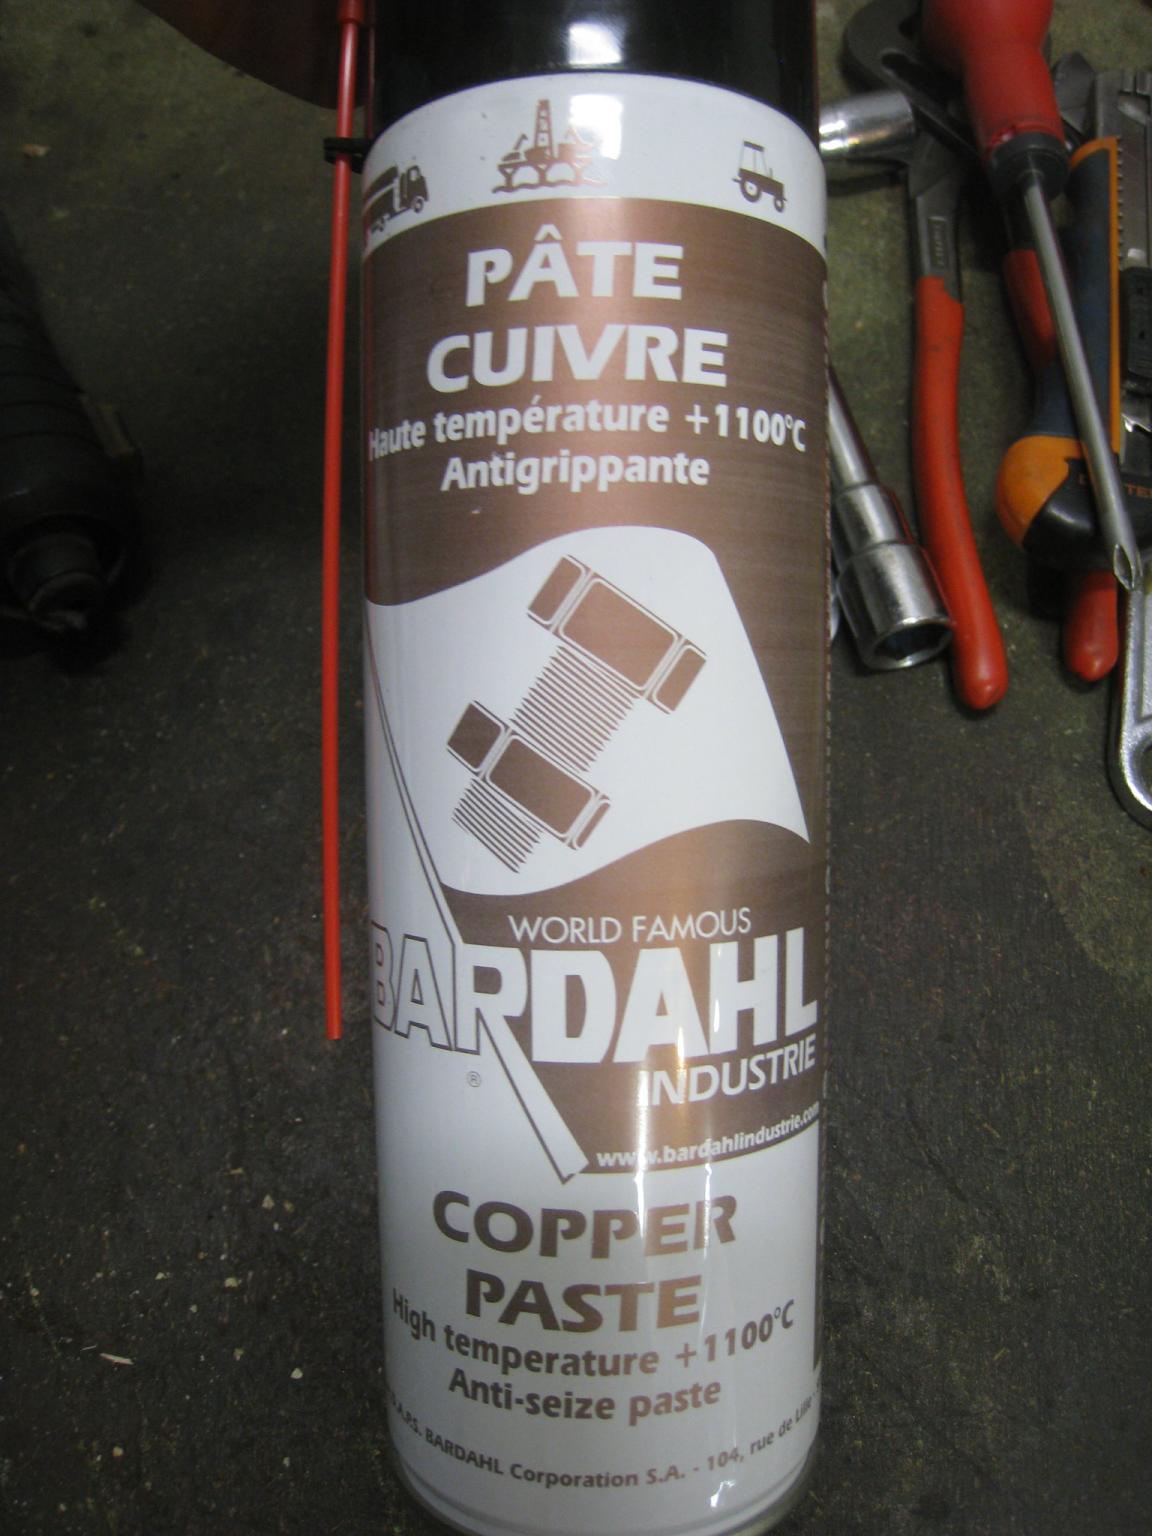 PÂTE
CUIVRE
Haute température +1100°C
Antigrippante
WORLD FAMOUS
BARDAHL
®
INDUSTRIE
www.bardahlindustrie.com
COPPER
PASTE
High temperature +1100°C
Anti-seize paste
BARDAHL Corporation S.A. - 104, rue de Lille